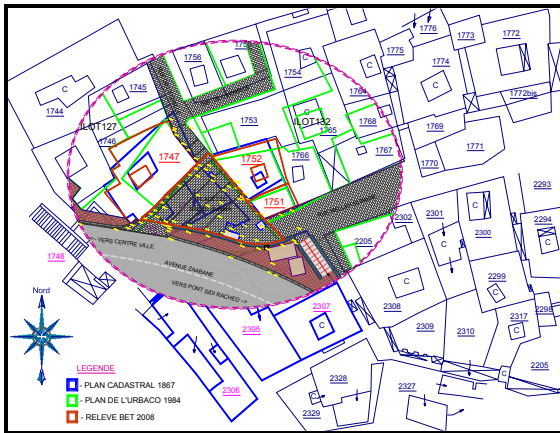 1776
1772
1773
1756
1775
1774
1754
C
C
C
1745
1744
1764
1772bis
C
ILOT127
1753
ILOT132
1765
1768
1769
1746
1771
1747
1752
1766
1767
1770
2293
1751
2302
2301
2294
2300
C
C
VERS CENTRE VILLE
2205
1748
AVENUE ZAABANE
2299
Nord
VERS PONT SIDI RACHED
C
2308
2307
2298
2317
2305
C
2309
2310
C
LEGENDE
2205
- PLAN CADASTRAL 1867
2328
2306
2327
- PLAN DE L'URBACO 1984
C
2329
- RELEVE BET 2008